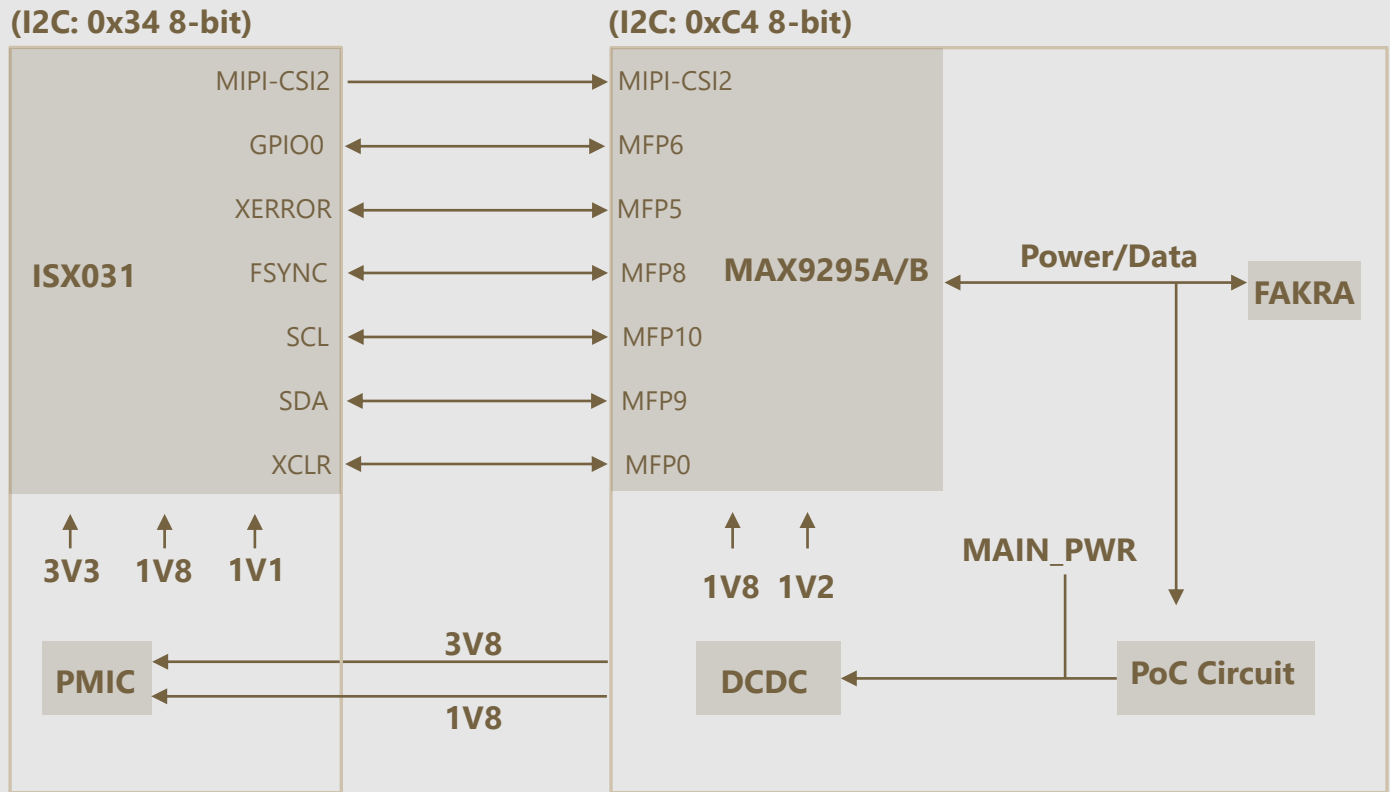 (I2C: 0x34 8-bit)
(I2C: 0xC4 8-bit)
MIPI-CSI2
MIPI-CSI2
GPIO0
MFP6
XERROR
MFP5
ISX031
FSYNC
MFP8
MAX9295A/B
Power/Data
FAKRA
SCL
MFP10
SDA
MFP9
XCLR
MFP0
3V3
1V8
1V1
1V8
1V2
MAIN_PWR
3V8
PMIC
1V8
DCDC
PoC Circuit